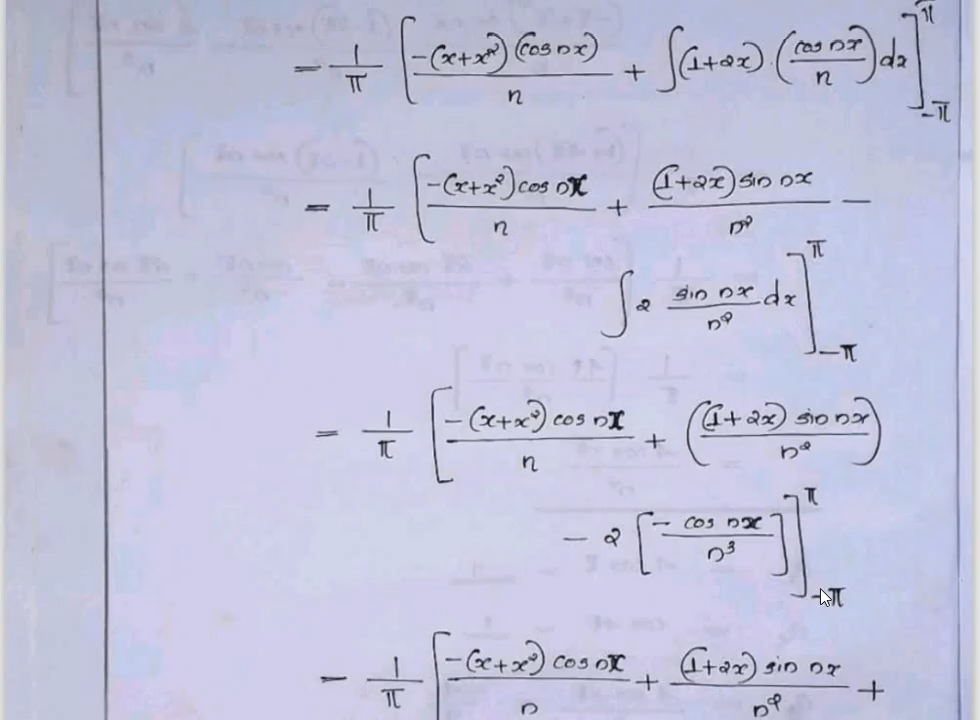 = 1/π [ -(x+x²)(cos nx)/n + ∫(1+2x)·(cos nx/n)dx ]_{-π}^{π}
= 1/π [ -(x+x²)cos nx/n + (1+2x) sin nx/n² -
∫ 2 sin nx/n² dx ]_{-π}^{π}
= 1/π [ -(x+x²) cos nx/n + ((1+2x) sin nx/n²)
- 2 [ -cos nx/n³ ] ]_{-π}^{π}
= 1/π [ -(x+x²) cos nx/n + (1+2x) sin nx/n² +